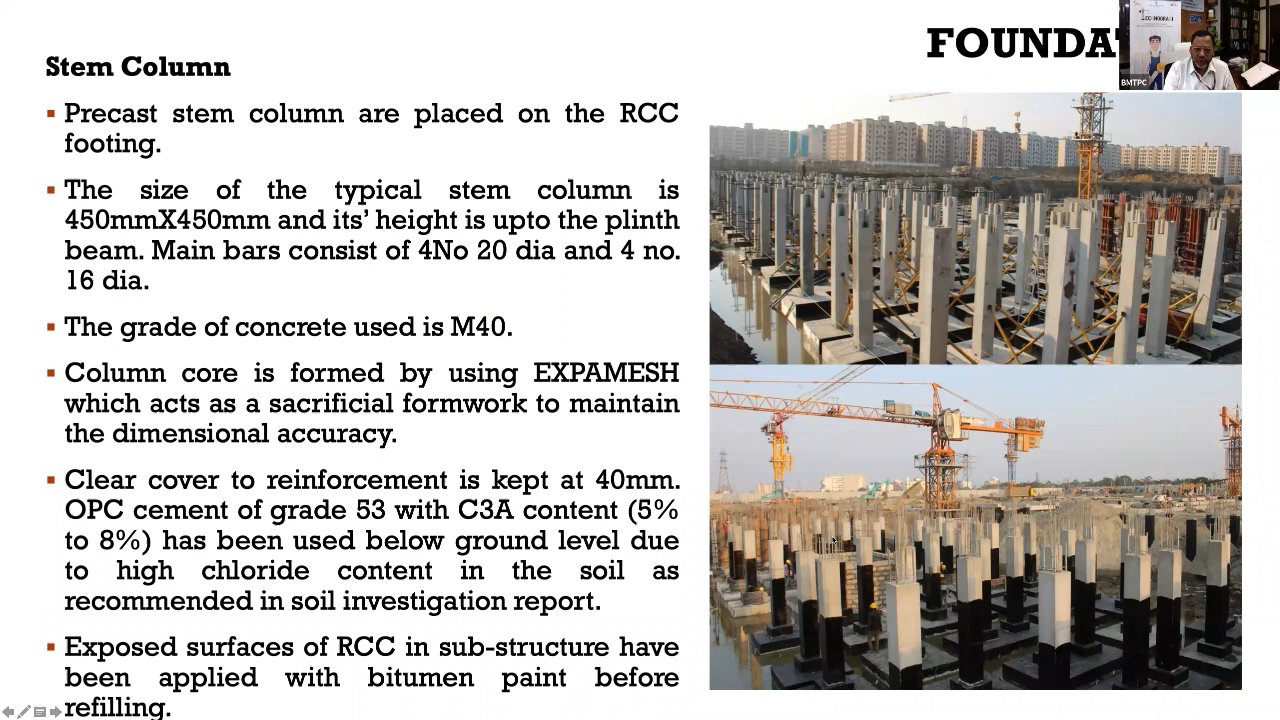 FOUNDA
Stem Column
▪ Precast stem column are placed on the RCC
footing.
▪ The size of the typical stem column is
450mmX450mm and its’ height is upto the plinth
beam. Main bars consist of 4No 20 dia and 4 no.
16 dia.
▪ The grade of concrete used is M40.
▪ Column core is formed by using EXPAMESH
which acts as a sacrificial formwork to maintain
the dimensional accuracy.
▪ Clear cover to reinforcement is kept at 40mm.
OPC cement of grade 53 with C3A content (5%
to 8%) has been used below ground level due
to high chloride content in the soil as
recommended in soil investigation report.
▪ Exposed surfaces of RCC in sub-structure have
been applied with bitumen paint before
refilling.
BMTPC